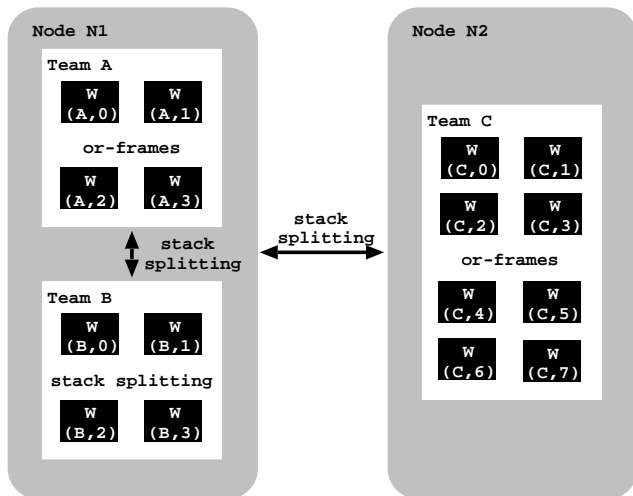 Node N1
Team A
W
(A,0)
W
(A,1)
or-frames
W
(A,2)
W
(A,3)
stack
splitting
Team B
W
(B,0)
W
(B,1)
stack splitting
W
(B,2)
W
(B,3)
stack
splitting
Node N2
Team C
W
(C,0)
W
(C,1)
W
(C,2)
W
(C,3)
or-frames
W
(C,4)
W
(C,5)
W
(C,6)
W
(C,7)